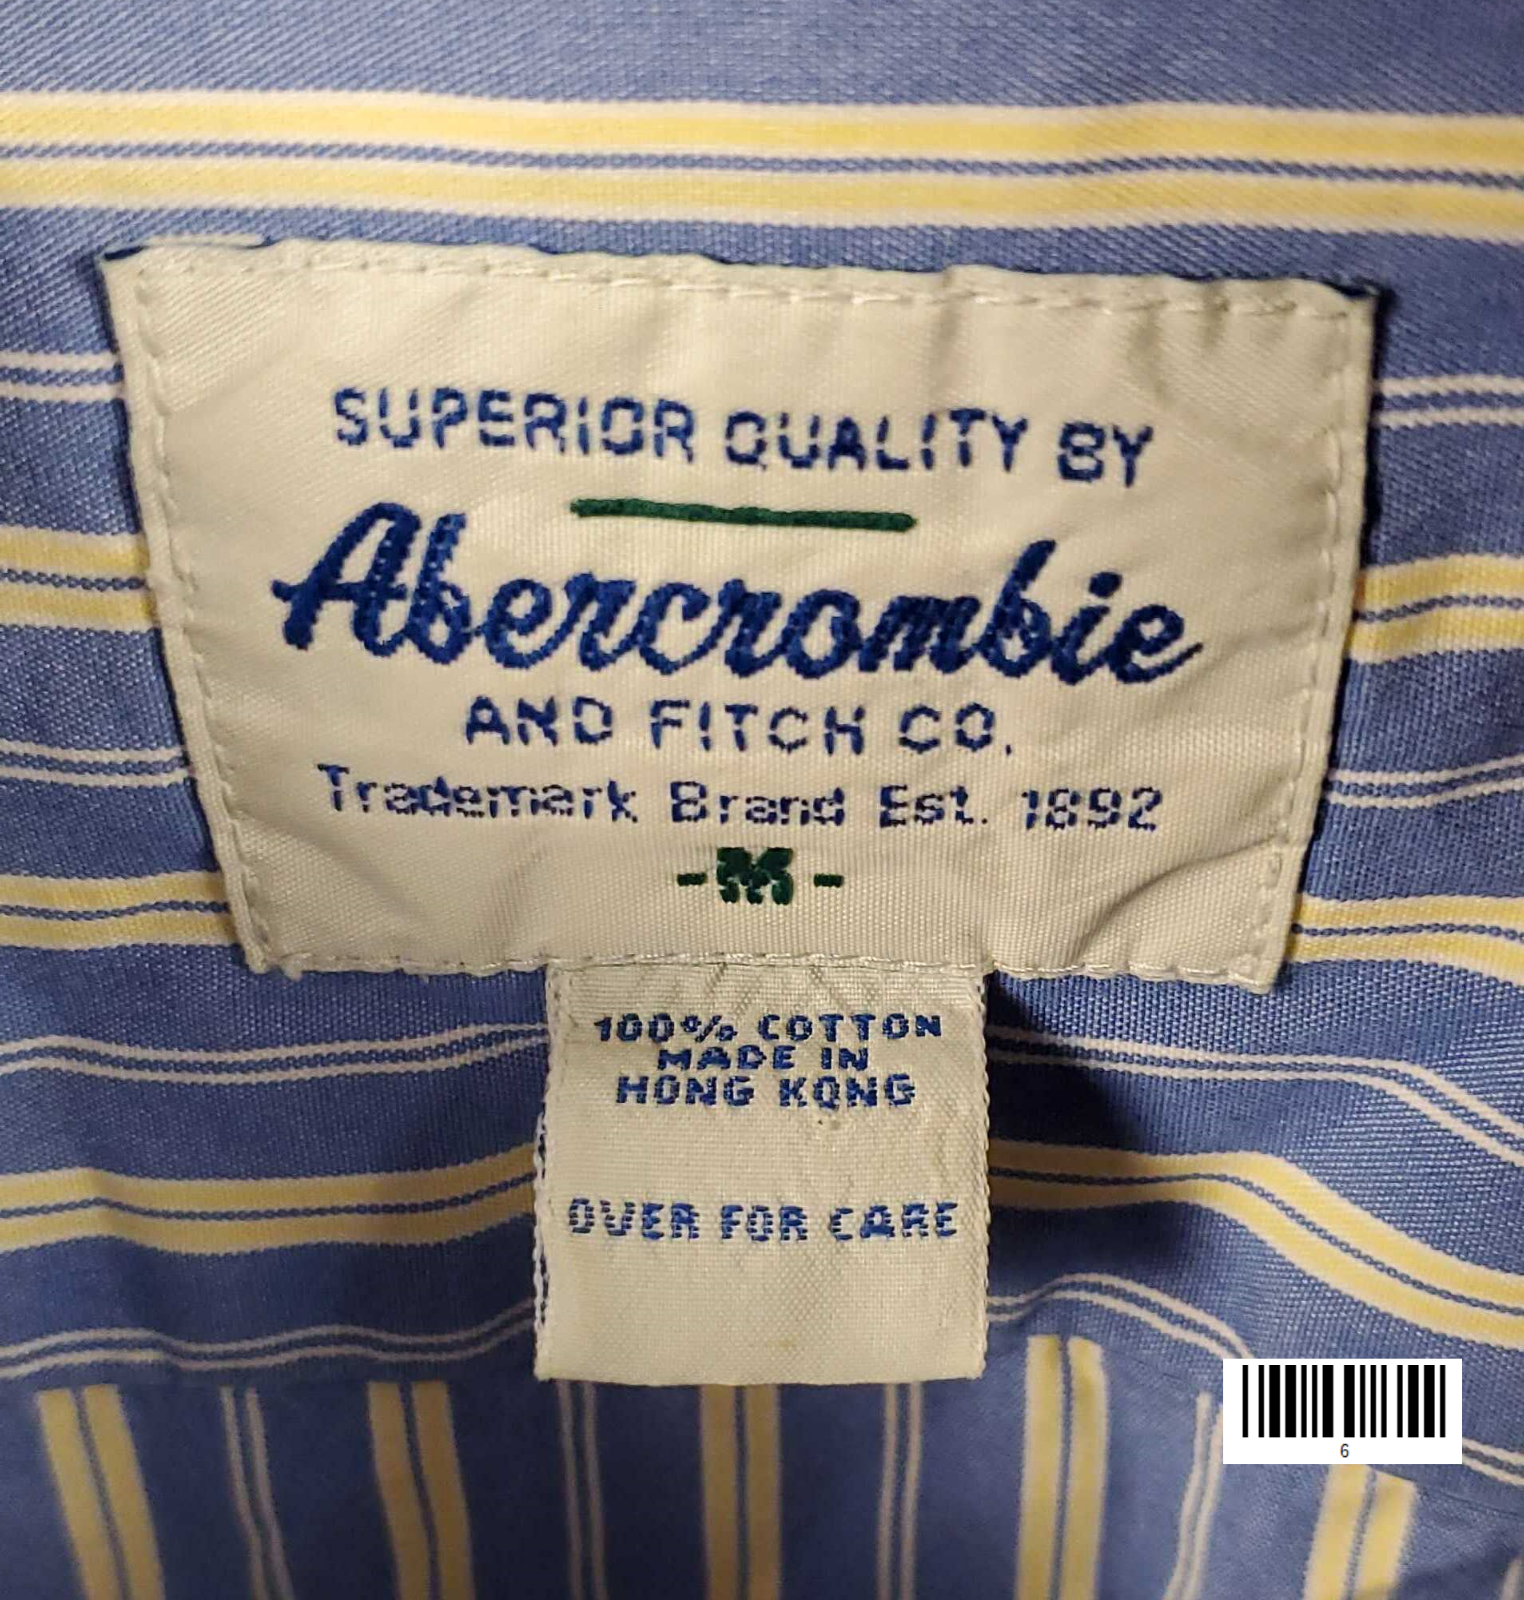 SUPERIOR QUALITY BY
Abercrombie
AND FITCH CO.
Trademark Brand Est. 1892
-M-
100% COTTON
MADE IN
HONG KONG
OVER FOR CARE
6